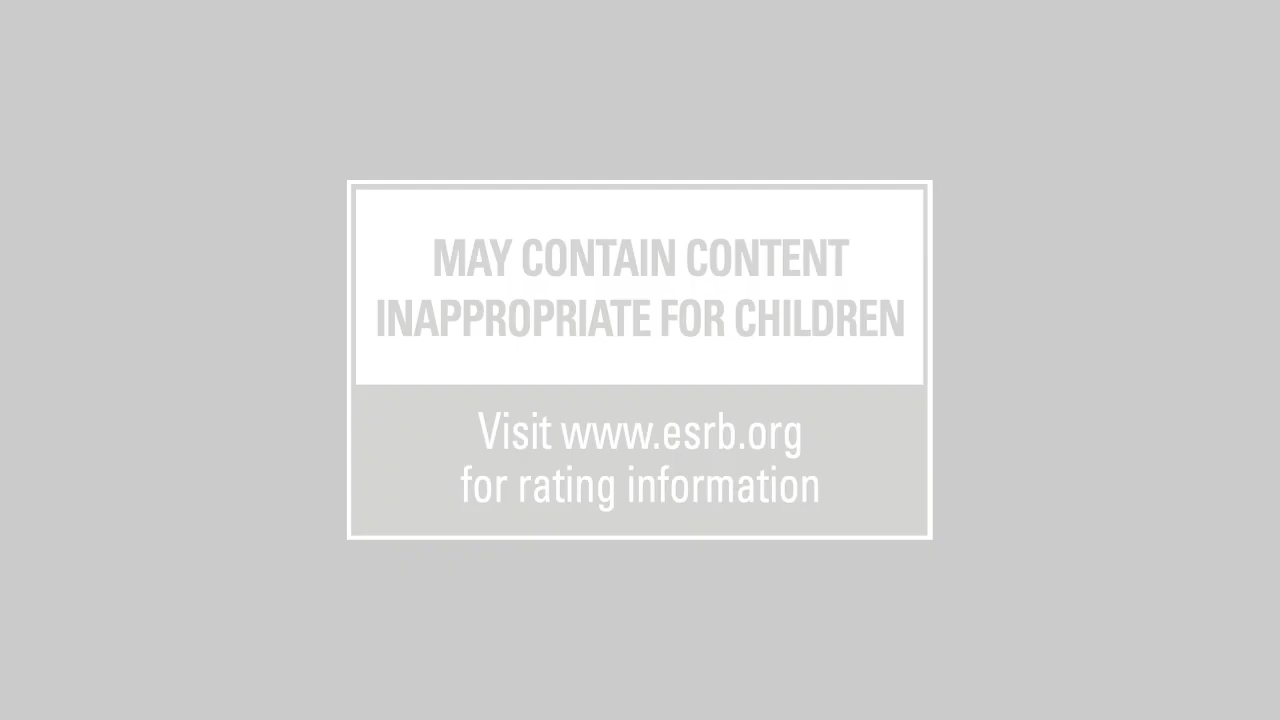 MAY CONTAIN CONTENT
INAPPROPRIATE FOR CHILDREN
Visit www.esrb.org
for rating information